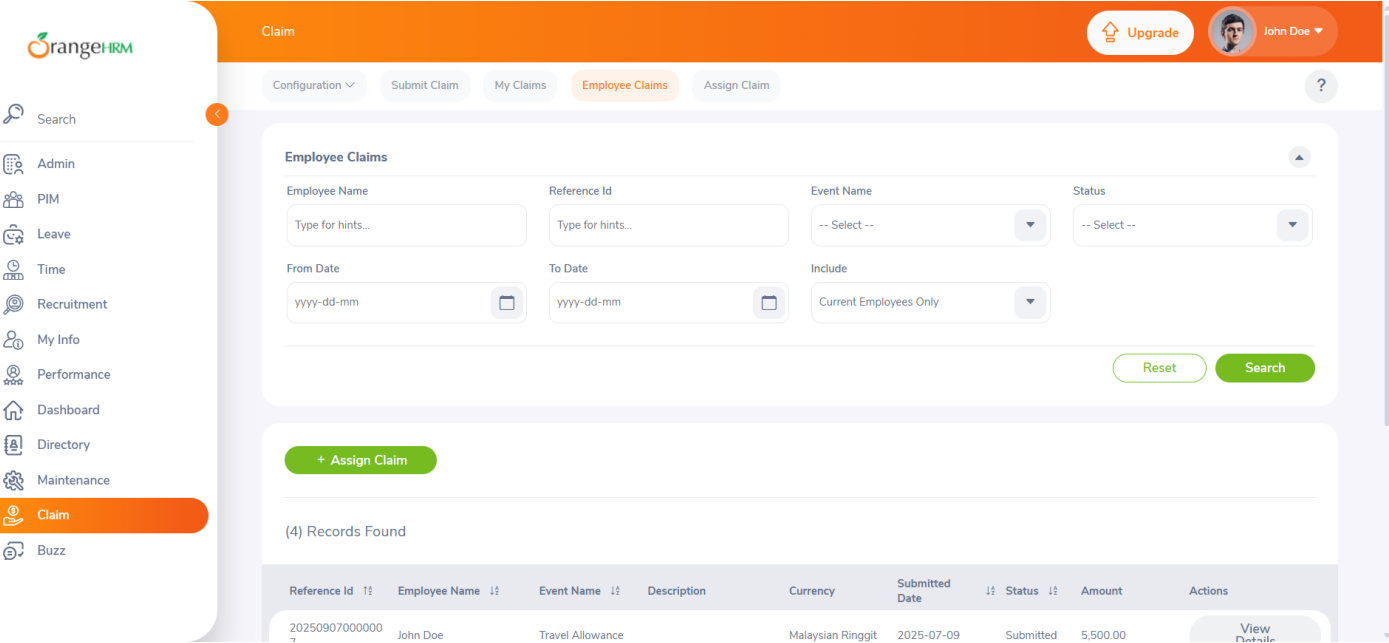 OrangeHRM
Claim
Upgrade
John Doe
Configuration
Submit Claim
My Claims
Employee Claims
Assign Claim
?
Search
Admin
PIM
Leave
Time
Recruitment
My Info
Performance
Dashboard
Directory
Maintenance
Claim
Buzz
Employee Claims
Employee Name
Reference Id
Event Name
Status
Type for hints...
Type for hints...
-- Select --
-- Select --
From Date
To Date
Include
yyyy-dd-mm
yyyy-dd-mm
Current Employees Only
Reset
Search
+ Assign Claim
(4) Records Found
Reference Id
Employee Name
Event Name
Description
Currency
Submitted
Date
Status
Amount
Actions
20250907000000
7
John Doe
Travel Allowance
Malaysian Ringgit
2025-07-09
Submitted
5,500.00
View
Details